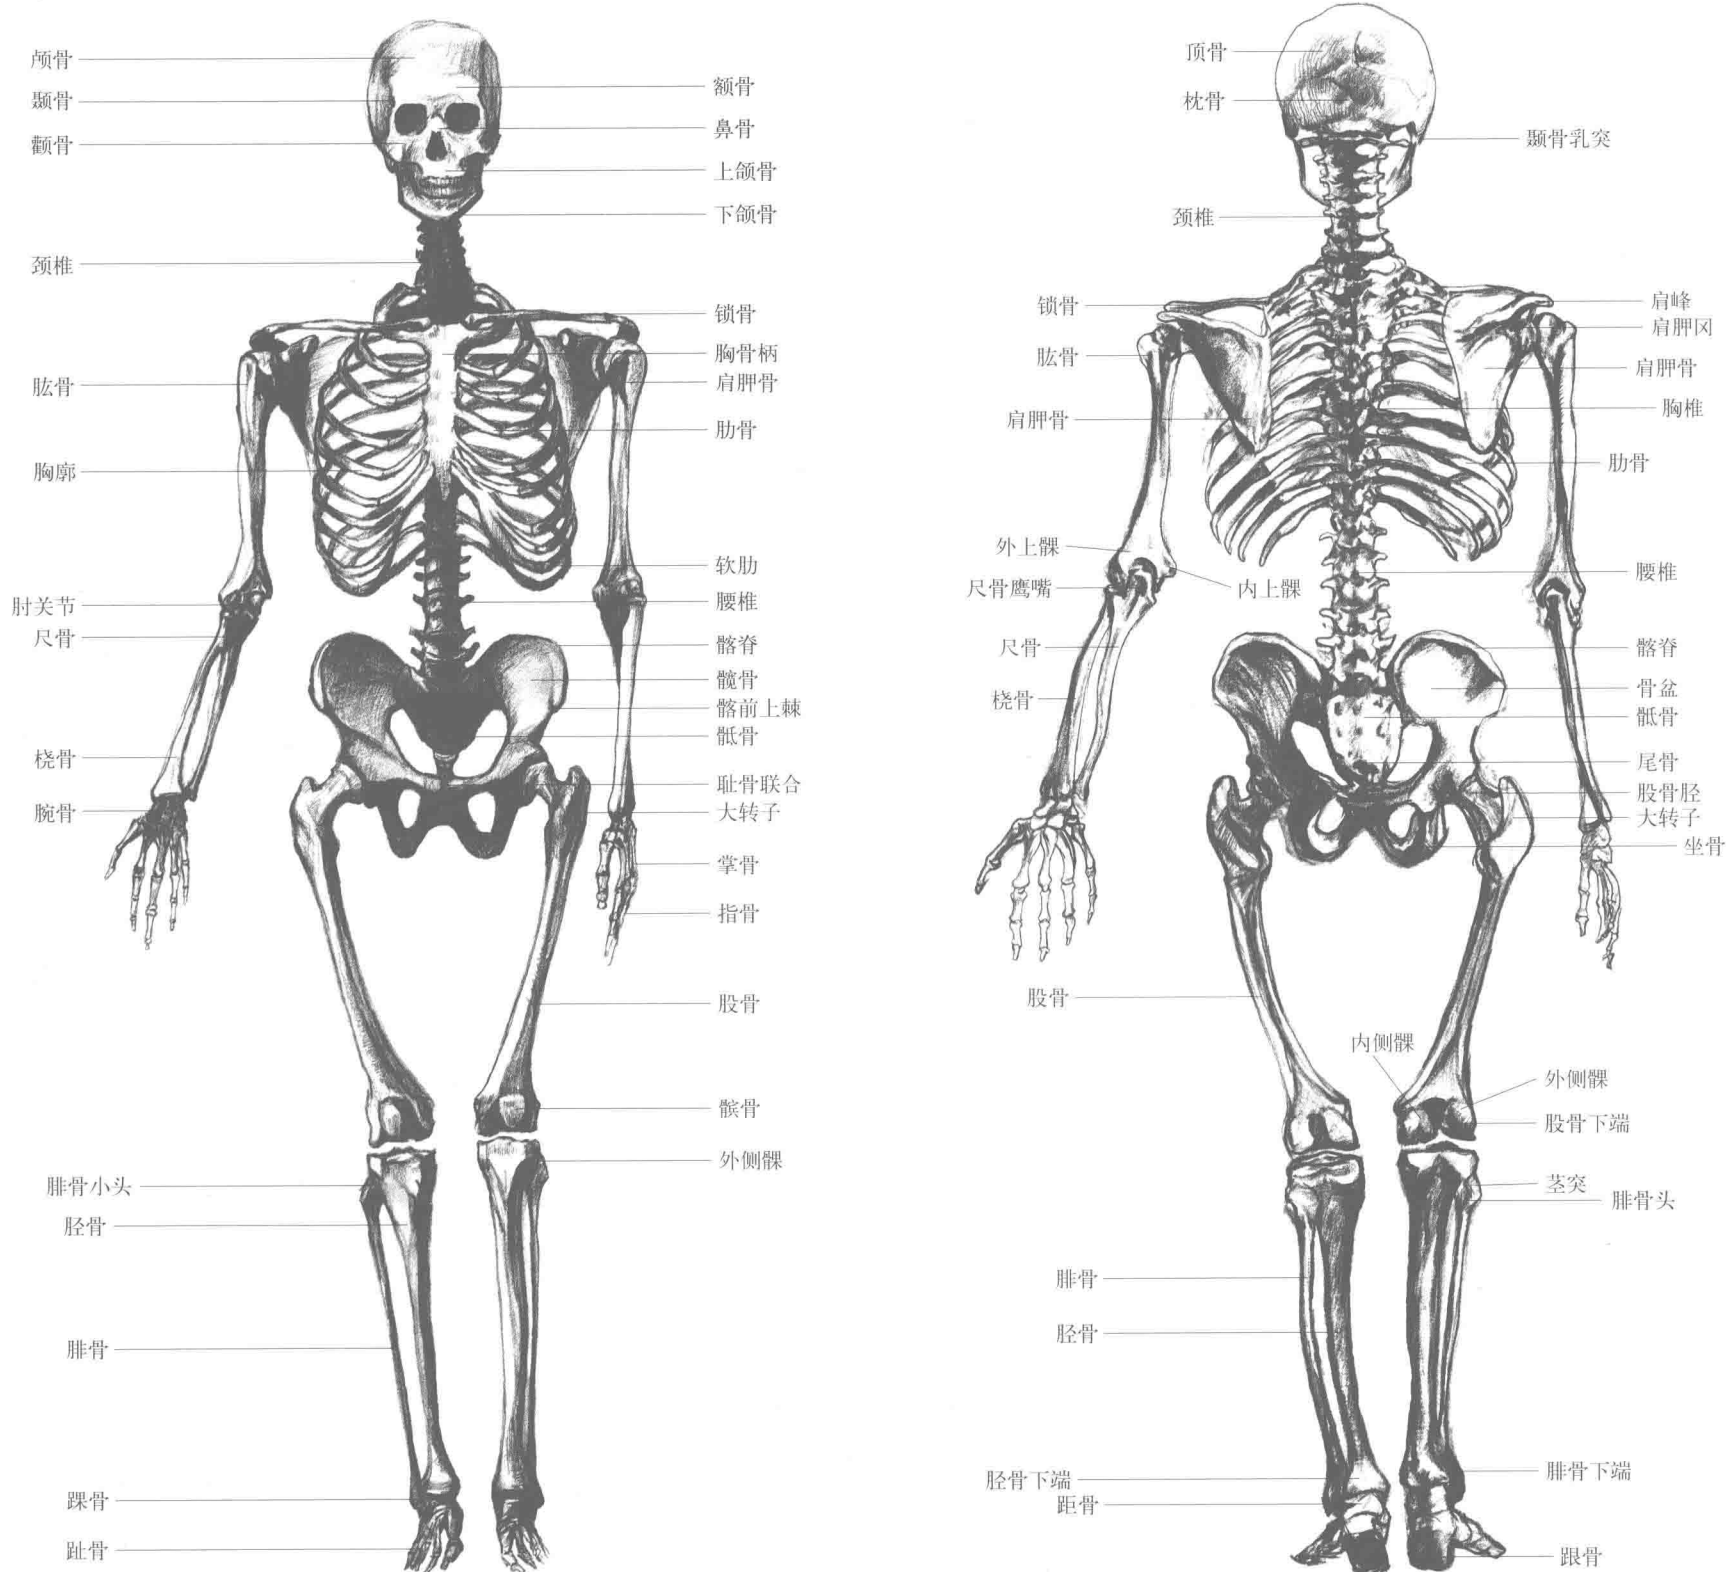 颅骨
颞骨
颧骨
颈椎
肱骨
胸廓
肘关节
尺骨
桡骨
腕骨
腓骨小头
胫骨
腓骨
踝骨
趾骨
额骨
鼻骨
上颌骨
下颌骨
锁骨
胸骨柄
肩胛骨
肋骨
软肋
腰椎
髂脊
髋骨
髂前上棘
骶骨
耻骨联合
大转子
掌骨
指骨
股骨
髌骨
外侧髁
顶骨
枕骨
颈椎
锁骨
肱骨
肩胛骨
外上髁
尺骨鹰嘴
内上髁
尺骨
桡骨
股骨
内侧髁
腓骨
胫骨
胫骨下端
距骨
颞骨乳突
肩峰
肩胛冈
肩胛骨
胸椎
肋骨
腰椎
髂脊
骨盆
骶骨
尾骨
股骨胫
大转子
坐骨
外侧髁
股骨下端
茎突
腓骨头
腓骨下端
跟骨